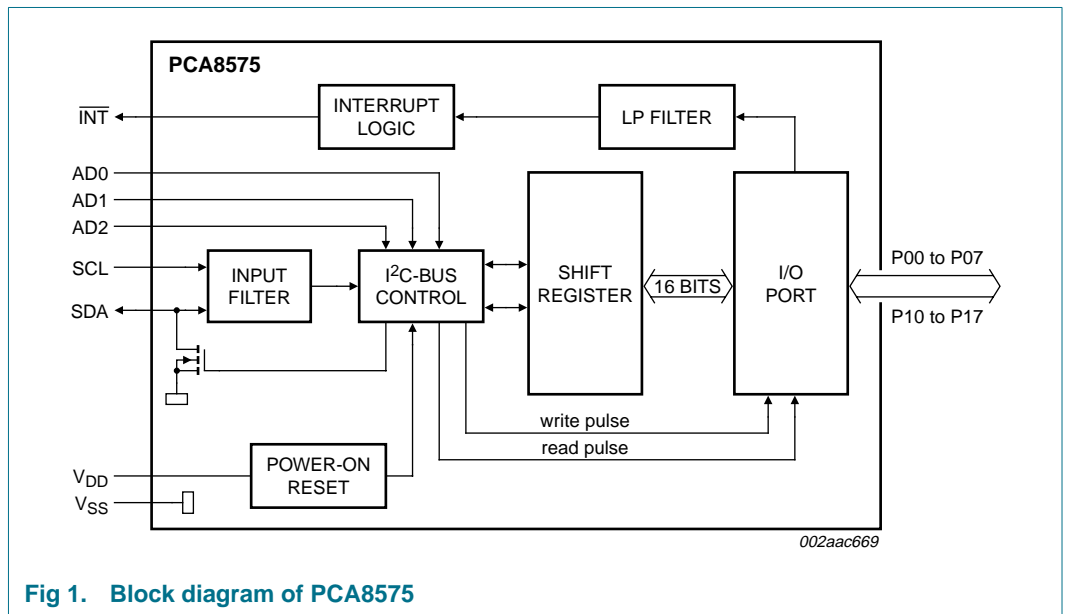 PCA8575
INT
INTERRUPT
LOGIC
LP FILTER
AD0
AD1
AD2
SCL
SDA
INPUT
FILTER
I²C-BUS
CONTROL
SHIFT
REGISTER
16 BITS
I/O
PORT
P00 to P07
P10 to P17
write pulse
read pulse
VDD
VSS
POWER-ON
RESET
002aac669
Fig 1. Block diagram of PCA8575